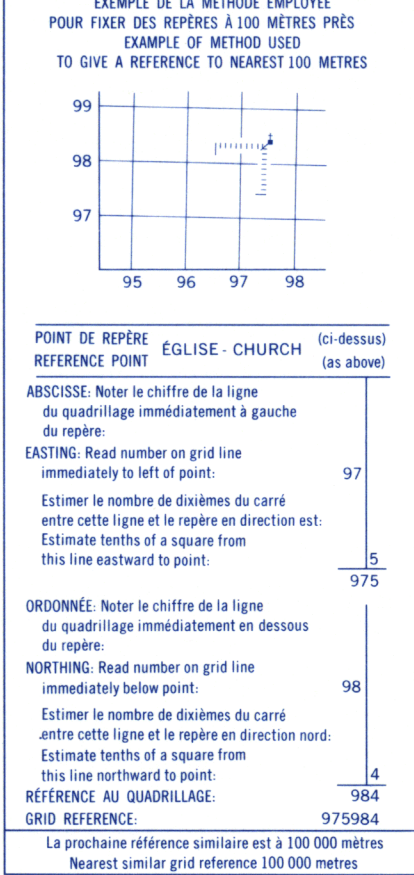 EXEMPLE DE LA MÉTHODE EMPLOYÉE
POUR FIXER DES REPÈRES À 100 MÈTRES PRÈS
EXAMPLE OF METHOD USED
TO GIVE A REFERENCE TO NEAREST 100 METRES
99
98
97
95 96 97 98
POINT DE REPÈRE
REFERENCE POINT
ÉGLISE - CHURCH
(ci-dessus)
(as above)
ABSCISSE: Noter le chiffre de la ligne
du quadrillage immédiatement à gauche
du repère:
EASTING: Read number on grid line
immediately to left of point: 97
Estimer le nombre de dixièmes du carré
entre cette ligne et le repère en direction est:
Estimate tenths of a square from
this line eastward to point: 5
975
ORDONNÉE: Noter le chiffre de la ligne
du quadrillage immédiatement en dessous
du repère:
NORTHING: Read number on grid line
immediately below point: 98
Estimer le nombre de dixièmes du carré
entre cette ligne et le repère en direction nord:
Estimate tenths of a square from
this line northward to point: 4
RÉFÉRENCE AU QUADRILLAGE: 984
GRID REFERENCE: 975984
La prochaine référence similaire est à 100 000 mètres
Nearest similar grid reference 100 000 metres